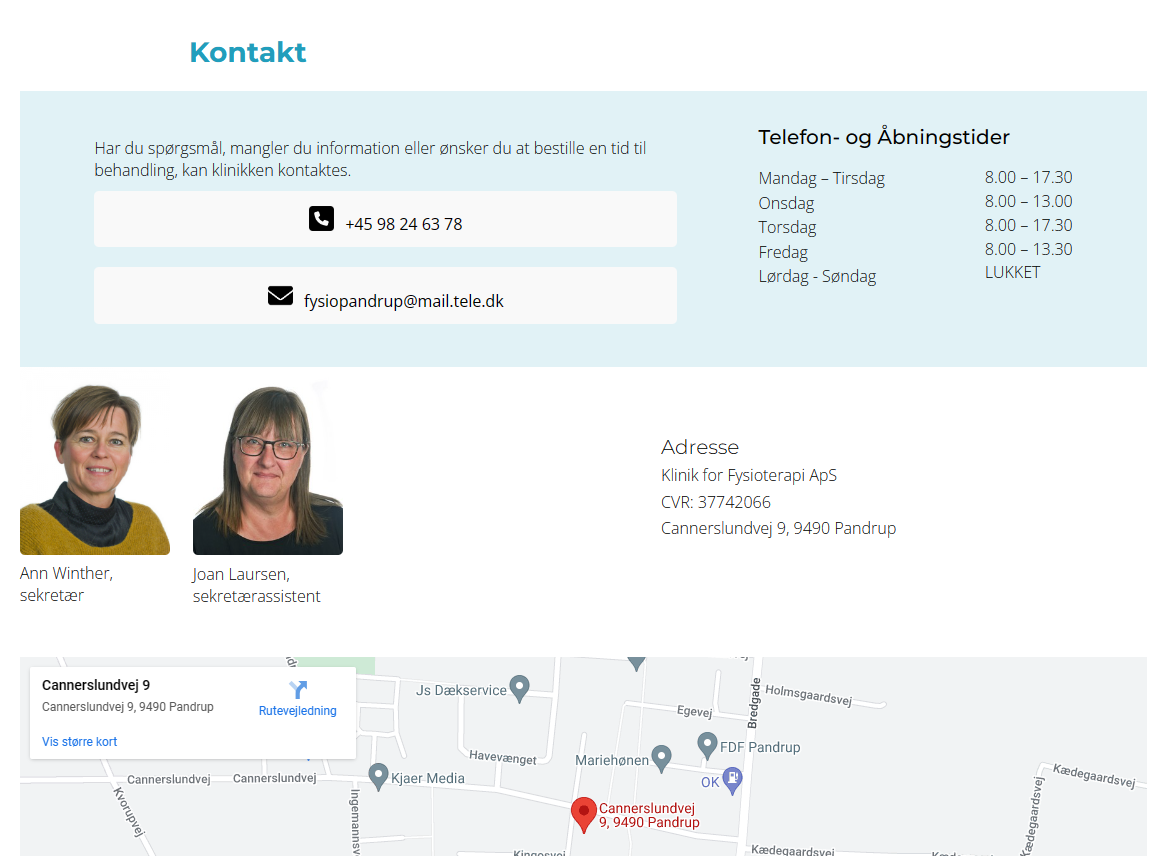 Kontakt
Har du spørgsmål, mangler du information eller ønsker du at bestille en tid til
behandling, kan klinikken kontaktes.
+45 98 24 63 78
fysiopandrup@mail.tele.dk
Telefon- og Åbningstider
Mandag – Tirsdag 8.00 – 17.30
Onsdag 8.00 – 13.00
Torsdag 8.00 – 17.30
Fredag 8.00 – 13.30
Lørdag - Søndag LUKKET
Ann Winther,
sekretær
Joan Laursen,
sekretærassistent
Adresse
Klinik for Fysioterapi ApS
CVR: 37742066
Cannerslundvej 9, 9490 Pandrup
Cannerslundvej 9
Cannerslundvej 9, 9490 Pandrup
Rutevejledning
Vis større kort
Js Dækservice
Holmsgaardsvej
Bredgade
Egevej
FDF Pandrup
Havevænget
Mariehønen
OK
Kjaer Media
Cannerslundvej
Cannerslundvej
Kædegaardsvej
Kvorupvej
Cannerslundvej
9, 9490 Pandrup
Kædegaardsvej
Kingosvej
Kædegaardsvej